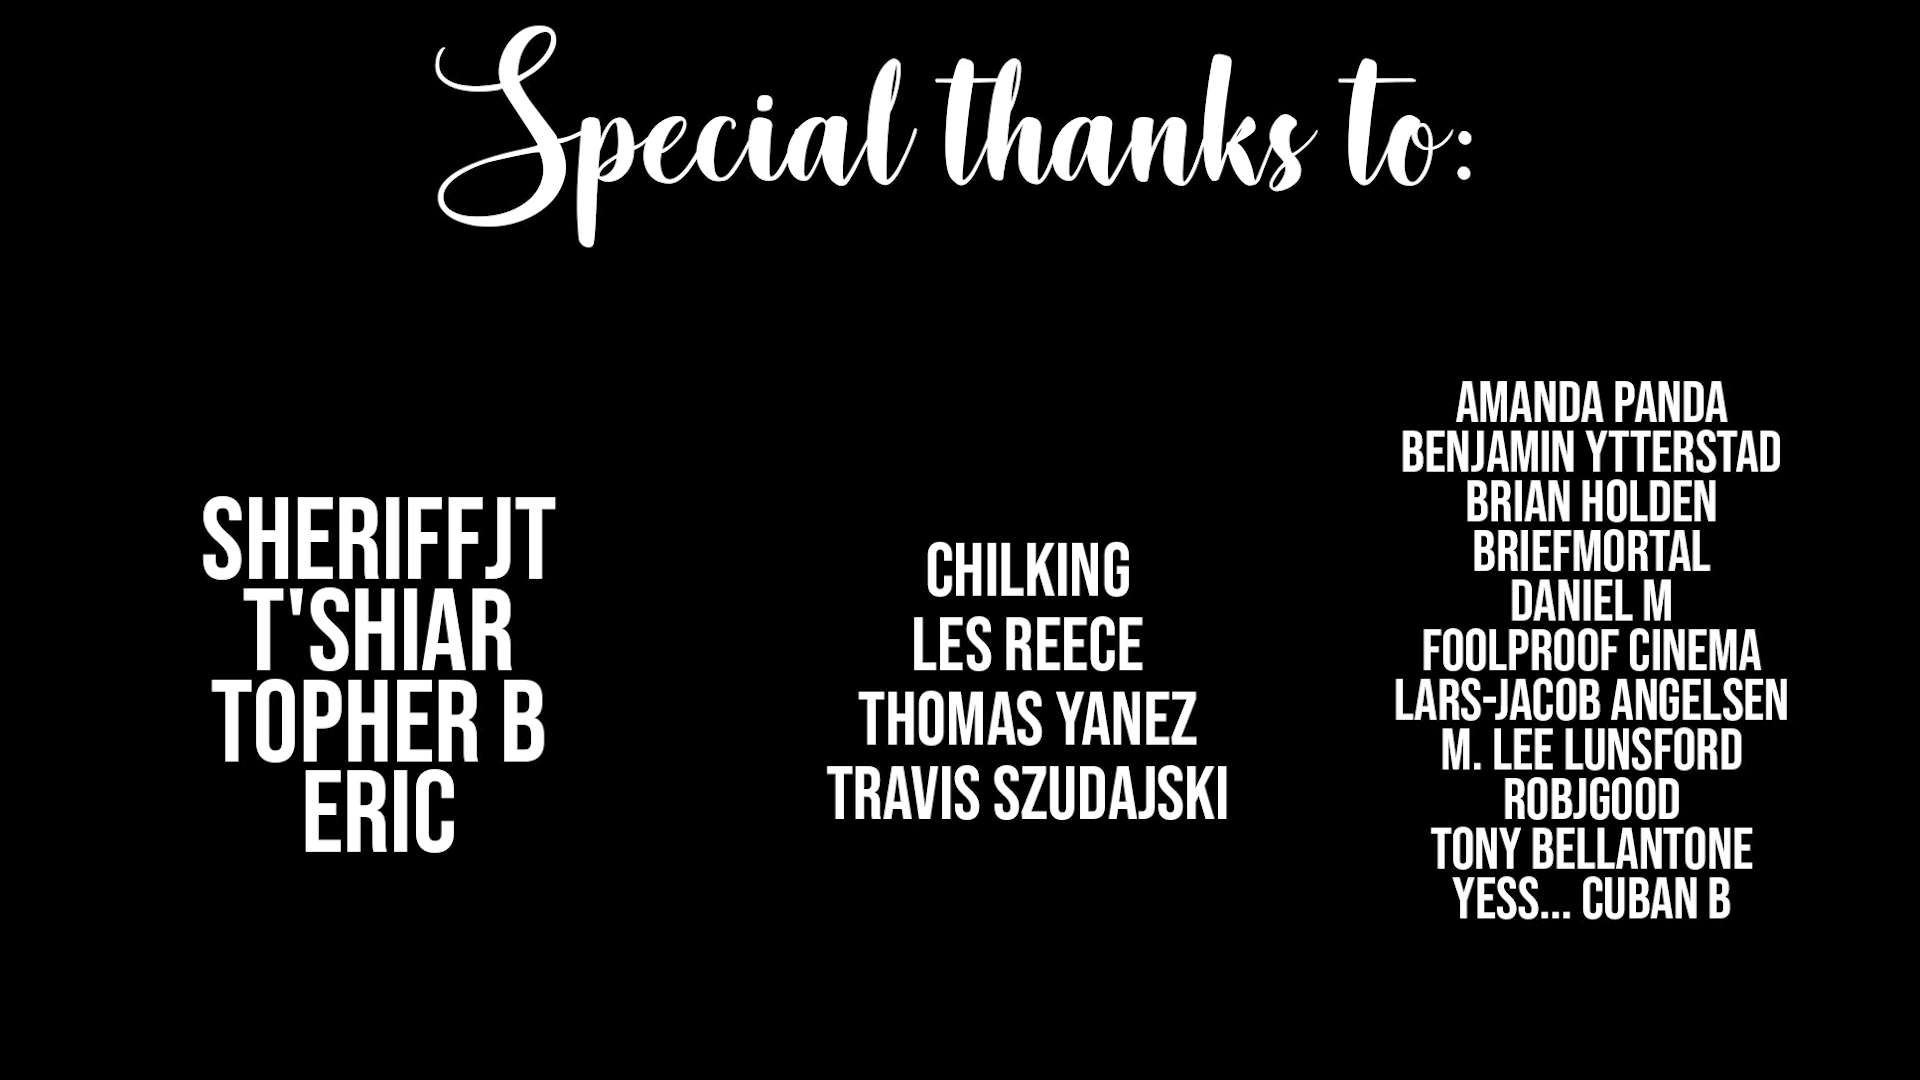 Special thanks to:
SHERIFFJT
T'SHIAR
TOPHER B
ERIC
CHILKING
LES REECE
THOMAS YANEZ
TRAVIS SZUDAJSKI
AMANDA PANDA
BENJAMIN YTTERSTAD
BRIAN HOLDEN
BRIEFMORTAL
DANIEL M
FOOLPROOF CINEMA
LARS-JACOB ANGELSEN
M. LEE LUNSFORD
ROBJGOOD
TONY BELLANTONE
YESS... CUBAN B